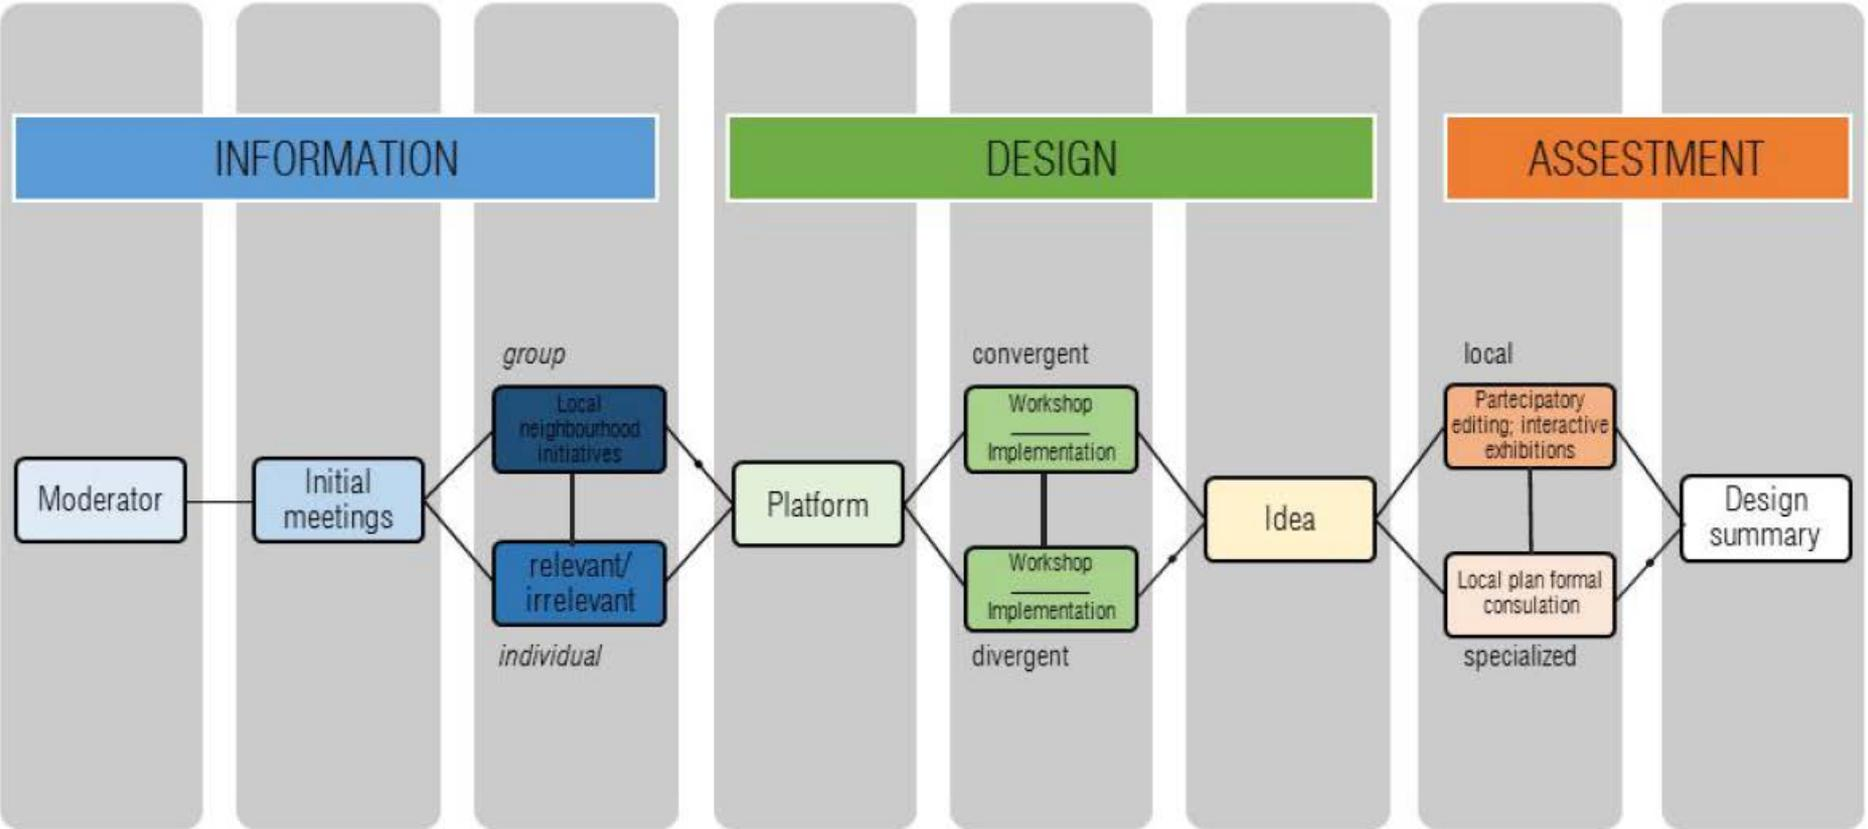 INFORMATION
DESIGN
ASSESTMENT
group
convergent
local
Local
neighbourhood
initiatives
Workshop
Implementation
Partecipatory
editing; interactive
exhibitions
Moderator
Initial
meetings
Platform
Idea
Design
summary
relevant/
irrelevant
Workshop
Implementation
Local plan formal
consulation
individual
divergent
specialized